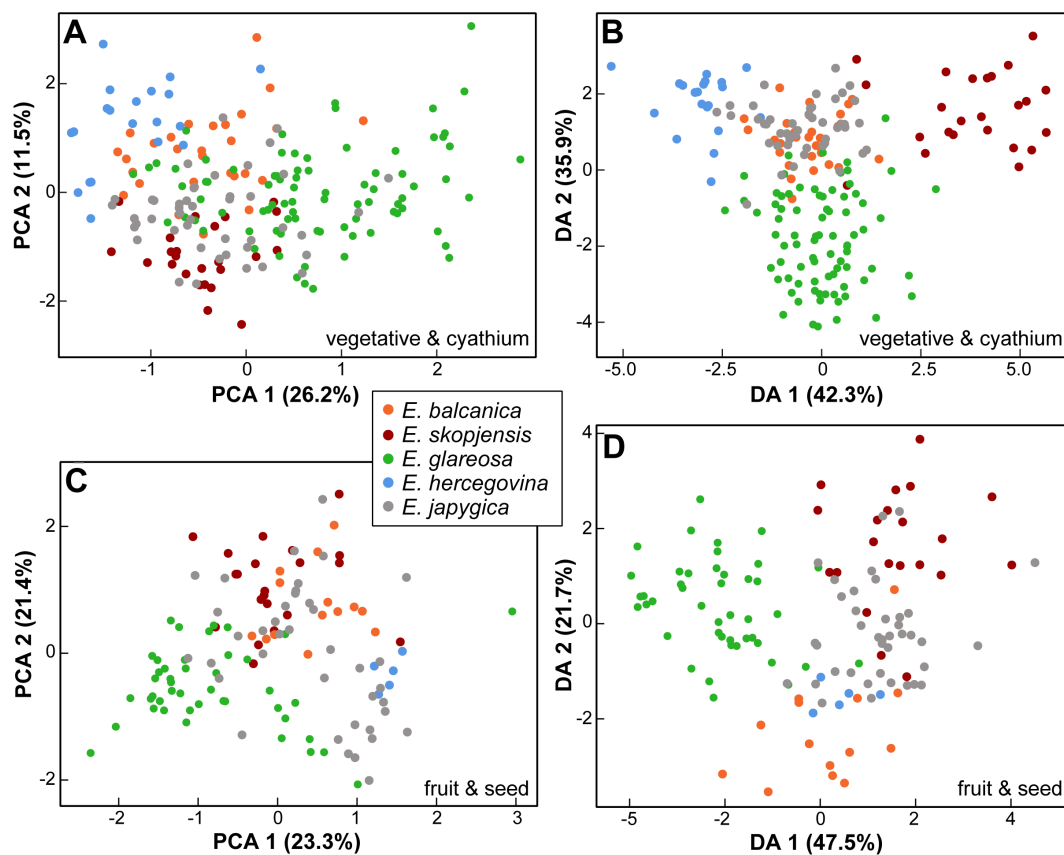 A
B
2
0
-2
PCA 2 (11.5%)
vegetative & cyathium
-1
0
1
2
PCA 1 (26.2%)
2
0
-2
-4
DA 2 (35.9%)
vegetative & cyathium
-5.0
-2.5
0.0
2.5
5.0
DA 1 (42.3%)
E. balcanica
E. skopjensis
E. glareosa
E. hercegovina
E. japygica
C
D
2
0
-2
PCA 2 (21.4%)
fruit & seed
-2
-1
0
1
2
3
PCA 1 (23.3%)
4
2
0
-2
DA 2 (21.7%)
fruit & seed
-5
-2
0
2
4
DA 1 (47.5%)